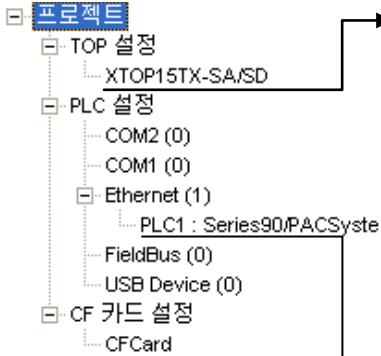 프로젝트
TOP 설정
XTOP15TX-SA/SD
PLC 설정
COM2 (0)
COM1 (0)
Ethernet (1)
PLC1 : Series90/PACSyste
FieldBus (0)
USB Device (0)
CF 카드 설정
CFCard